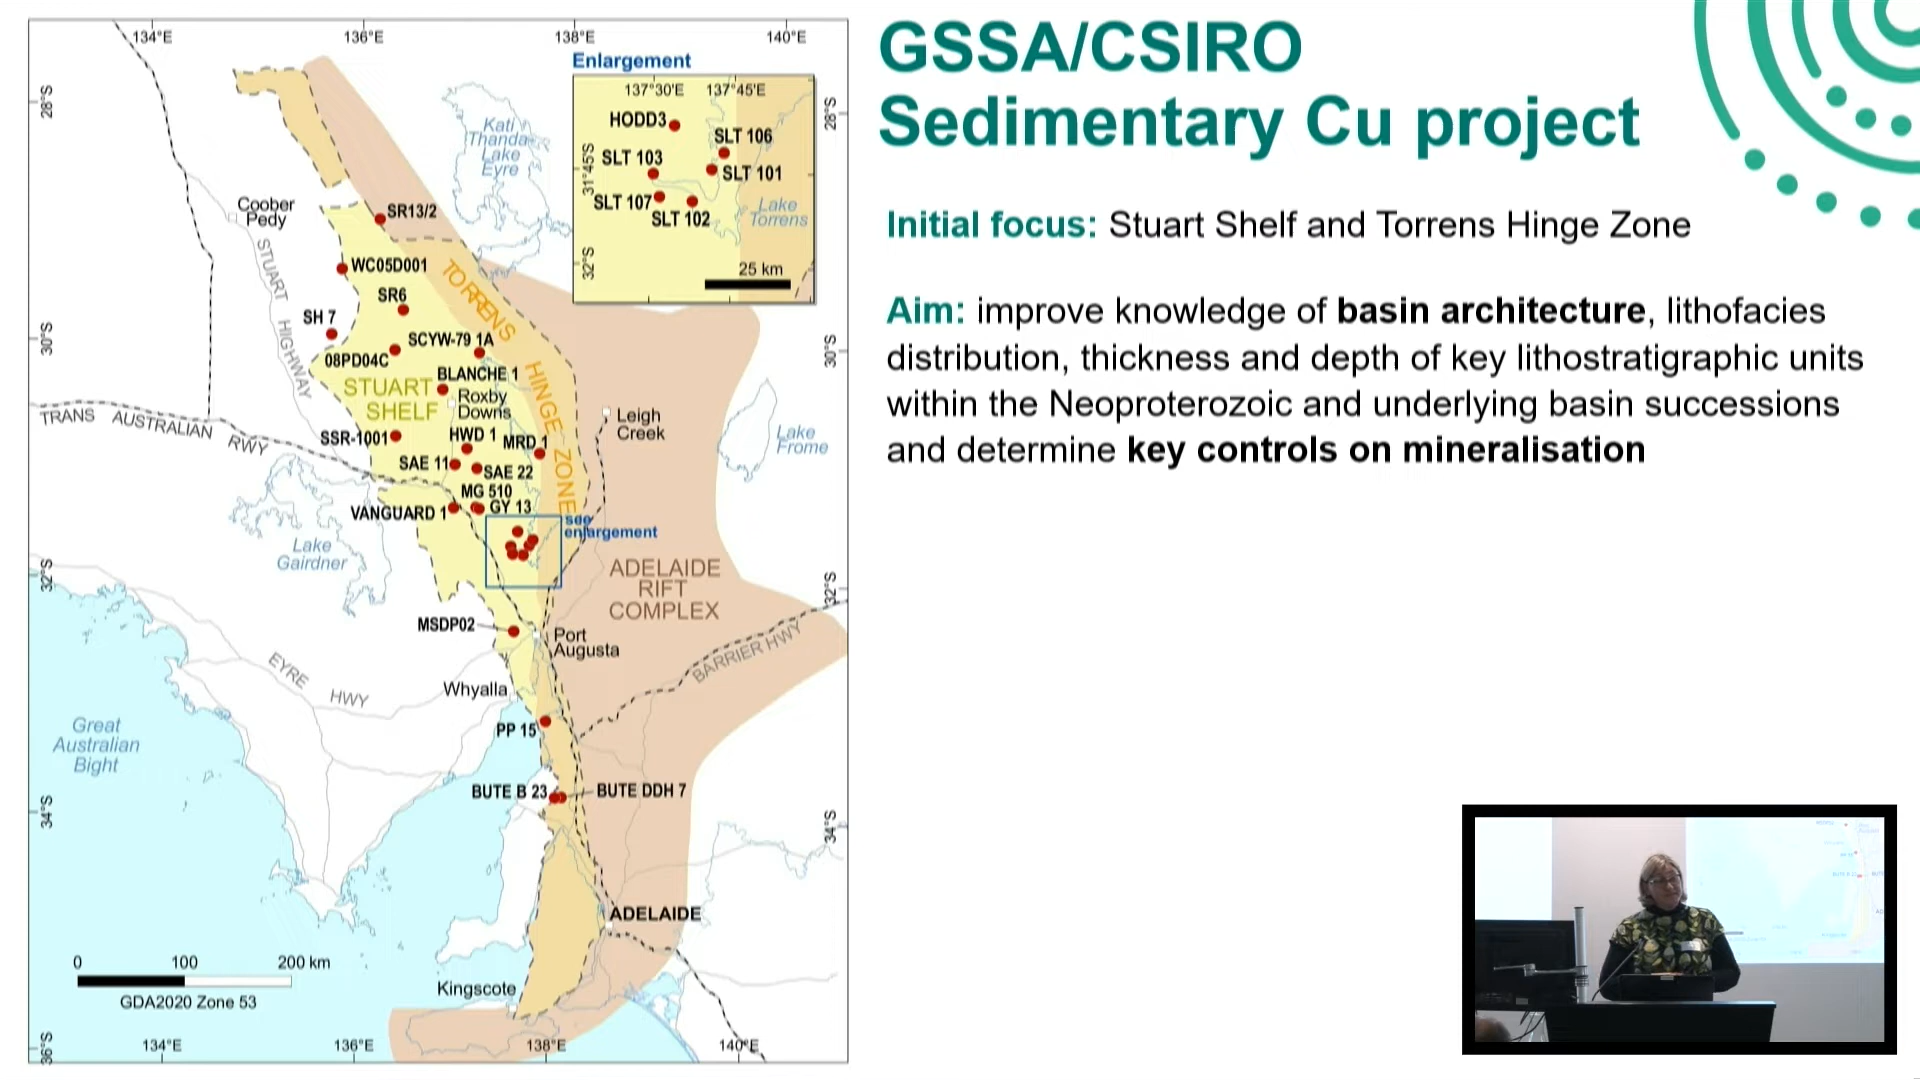 GSSA/CSIRO
Sedimentary Cu project
Initial focus: Stuart Shelf and Torrens Hinge Zone
Aim: improve knowledge of basin architecture, lithofacies
distribution, thickness and depth of key lithostratigraphic units
within the Neoproterozoic and underlying basin successions
and determine key controls on mineralisation
134°E
136°E
138°E
140°E
Enlargement
137°30'E
137°45'E
HODD3
SLT 106
SLT 103
SLT 101
SLT 107
SLT 102
Lake
Torrens
31°45'S
32°S
25 km
28°S
28°S
Kati
Thanda-
Lake
Eyre
Coober
Pedy
SR13/2
STUART HIGHWAY
WC05D001
TORRENS HINGE ZONE
SR6
SH 7
SCYW-79 1A
30°S
30°S
08PD04C
BLANCHE 1
STUART
SHELF
Roxby
Downs
Leigh
Creek
TRANS AUSTRALIAN RWY
SSR-1001
HWD 1
MRD 1
Lake
Frome
SAE 11
SAE 22
MG 510
VANGUARD 1
GY 13
see
enlargement
Lake
Gairdner
ADELAIDE
RIFT
COMPLEX
32°S
32°S
MSDP02
Port
Augusta
BARRIER HWY
EYRE HWY
Whyalla
PP 15
Great
Australian
Bight
BUTE B 23
BUTE DDH 7
34°S
34°S
ADELAIDE
0 100 200 km
GDA2020 Zone 53
Kingscote
36°S
134°E
136°E
138°E
140°E